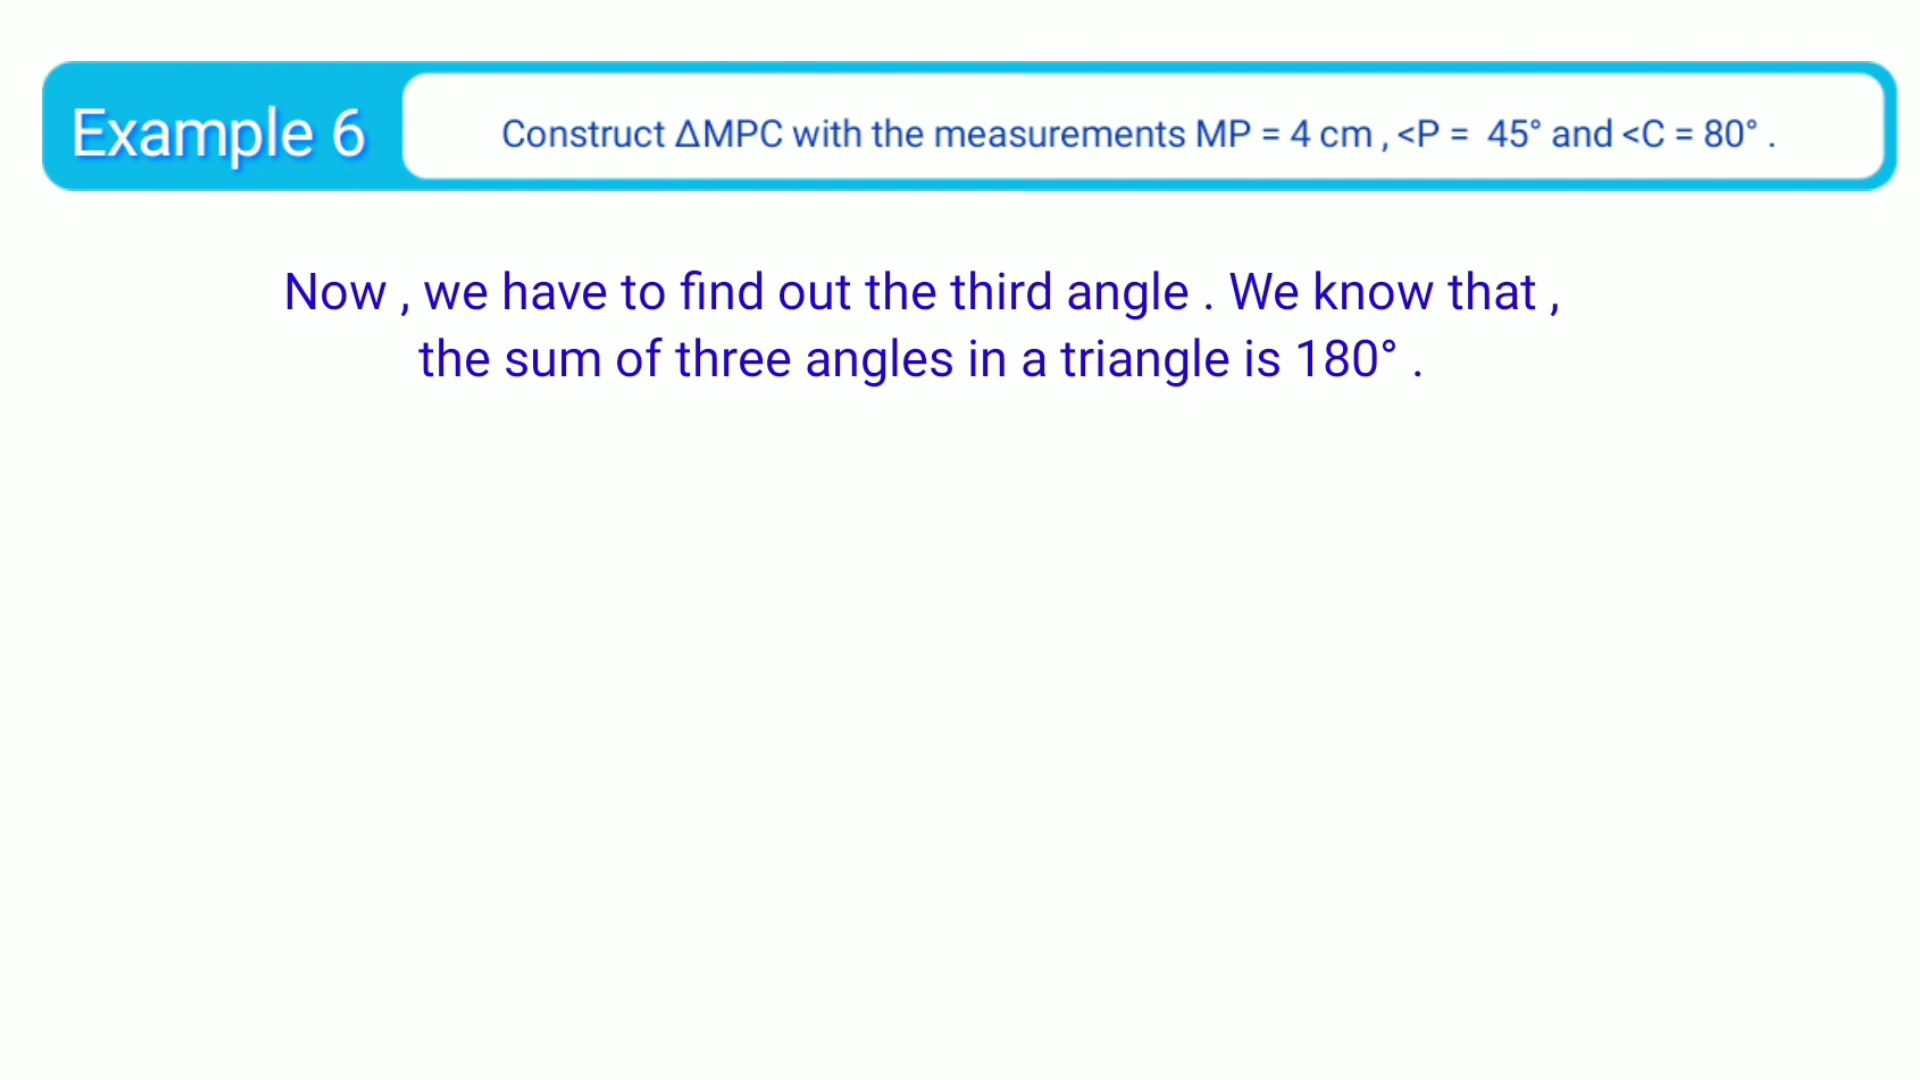 Example 6
Construct ΔMPC with the measurements MP = 4 cm , <P = 45° and <C = 80° .
Now , we have to find out the third angle . We know that ,
the sum of three angles in a triangle is 180° .